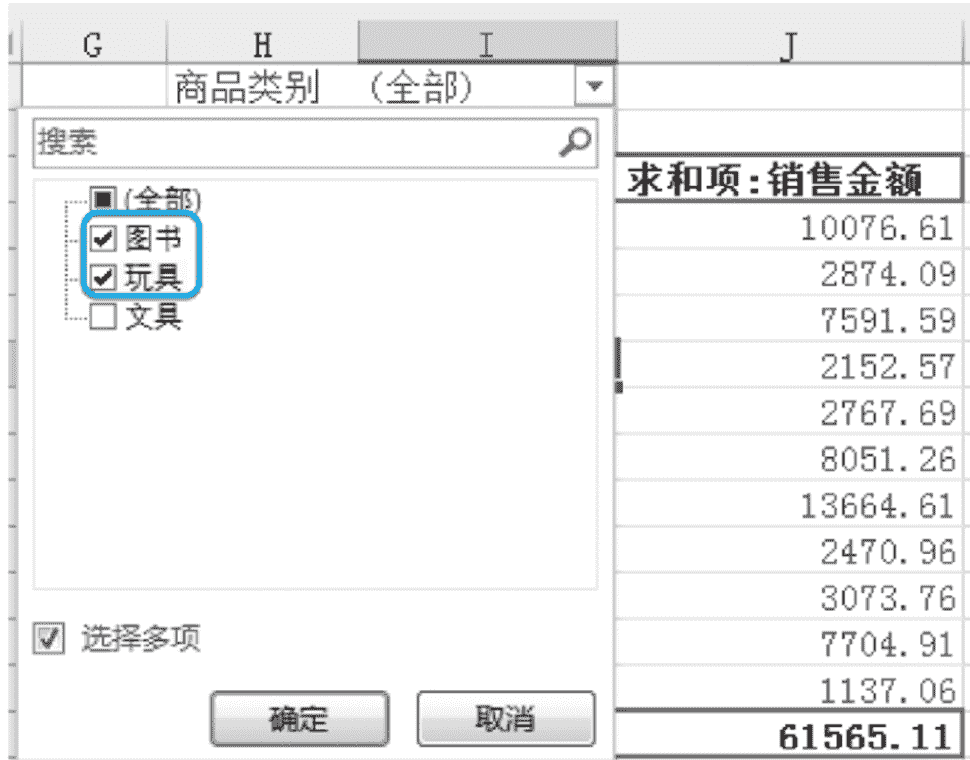 G H I J
商品类别 (全部)
搜索
求和项:销售金额
(全部)
10076.61
图书
2874.09
玩具
7591.59
文具
2152.57
2767.69
8051.26
13664.61
2470.96
3073.76
选择多项
7704.91
1137.06
确定 取消
61565.11